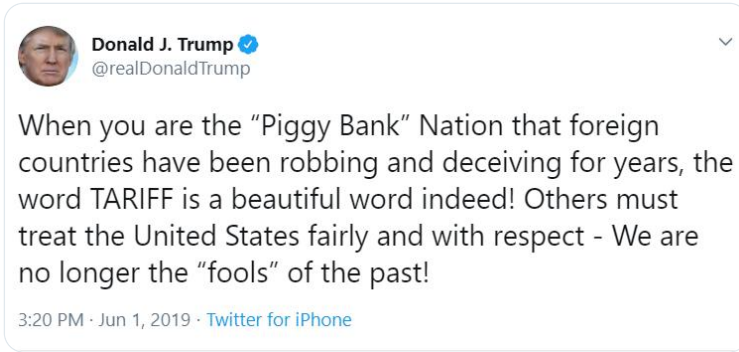 Donald J. Trump
@realDonaldTrump
When you are the “Piggy Bank” Nation that foreign
countries have been robbing and deceiving for years, the
word TARIFF is a beautiful word indeed! Others must
treat the United States fairly and with respect - We are
no longer the “fools” of the past!
3:20 PM · Jun 1, 2019 · Twitter for iPhone